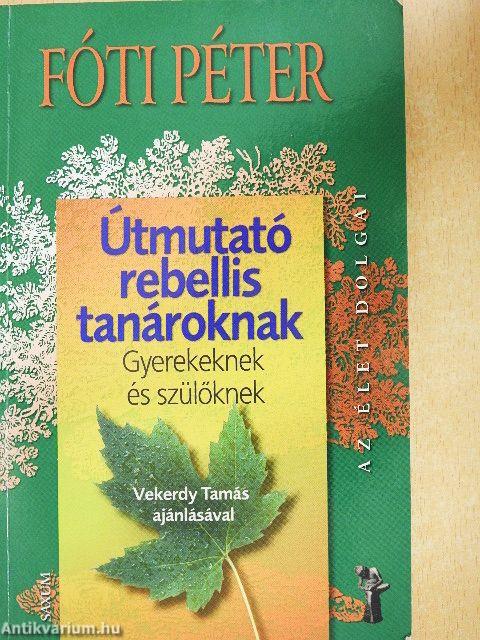 FÓTI PÉTER
Útmutató
rebellis
tanároknak
Gyerekeknek
és szülőknek
Vekerdy Tamás
ajánlásával
AZ ÉLET DOLGAI
SAXUM
Antikvarium.hu